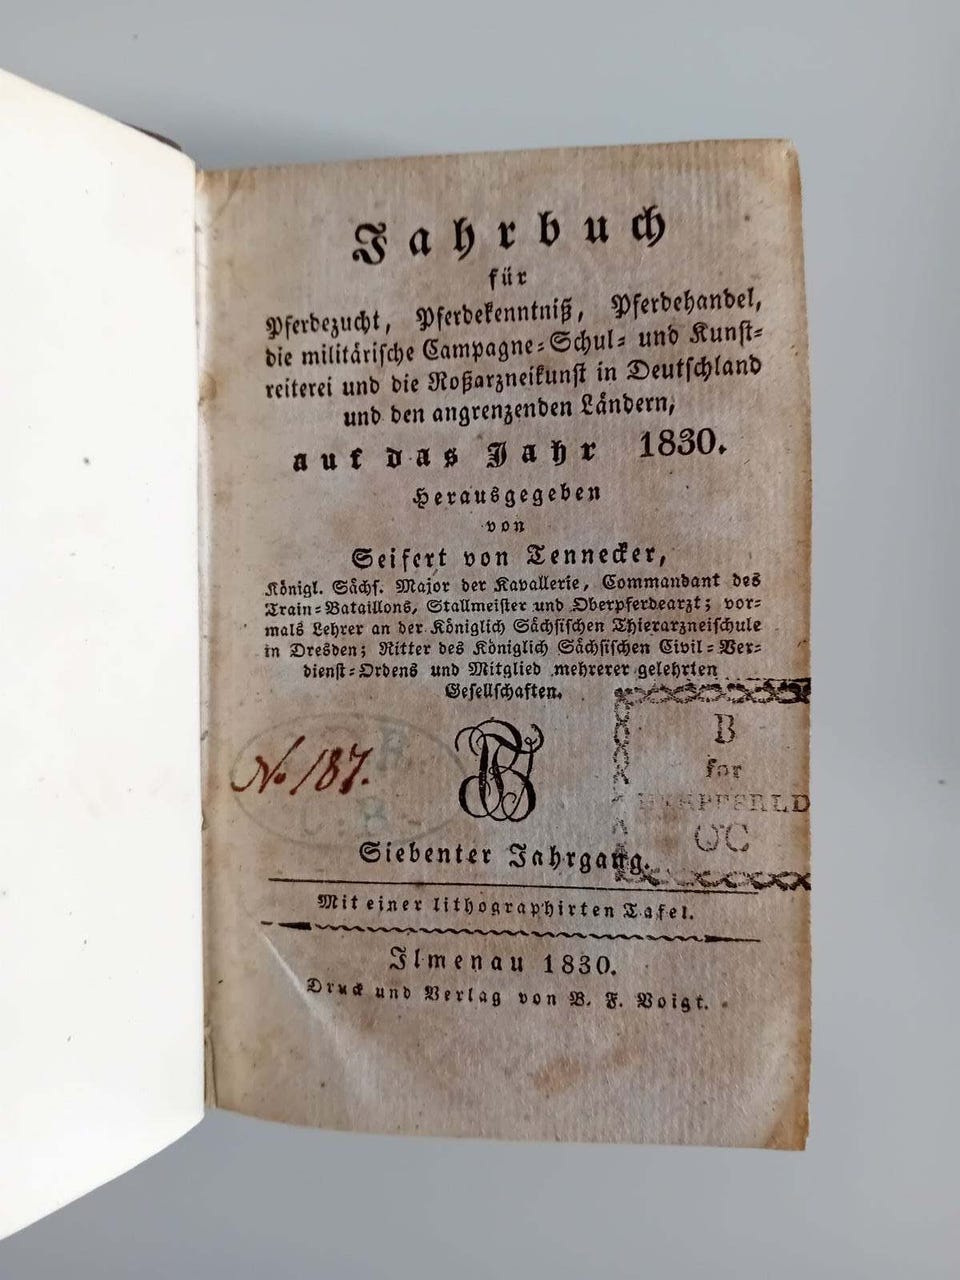 Jahrbuch
für
Pferdezucht, Pferdekenntniß, Pferdehandel,
die militärische Campagne-Schul- und Kunst-
reiterei und die Roßarzneikunst in Deutschland
und den angrenzenden Ländern,
auf das Jahr 1830.
Herausgegeben
von
Seifert von Tennecker,
Königl. Sächs. Major der Kavallerie, Commandant des
Train-Bataillons, Stallmeister und Oberpferdearzt; vor-
mals Lehrer an der Königlich Sächsischen Thierarzneischule
in Dresden; Ritter des Königlich Sächsischen Civil-Ver-
dienst-Ordens und Mitglied mehrerer gelehrten
Gesellschaften.
B
for
No 187.
Siebenter Jahrgang.
Mit einer lithographirten Tafel.
Ilmenau 1830.
Druck und Verlag von B. F. Voigt.